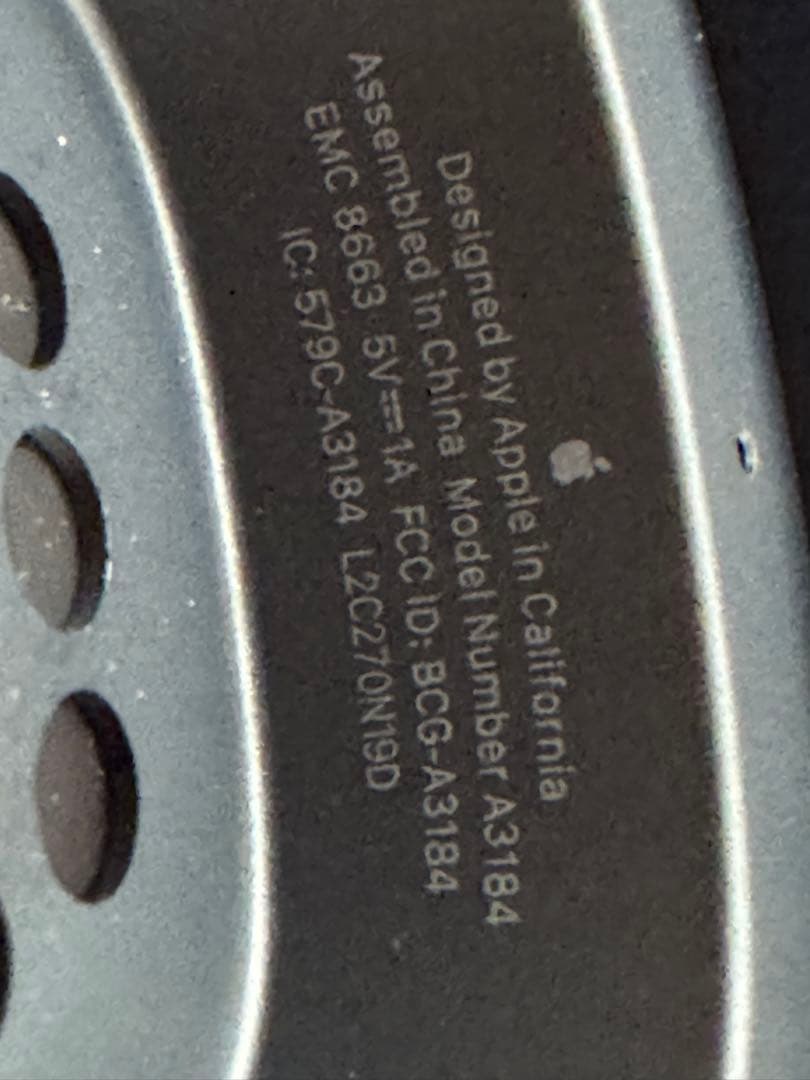 Designed by Apple in California
Assembled in China Model Number A3184
EMC 8663 5V⎓1A FCC ID: BCG-A3184
IC: 579C-A3184 L2C270N19D